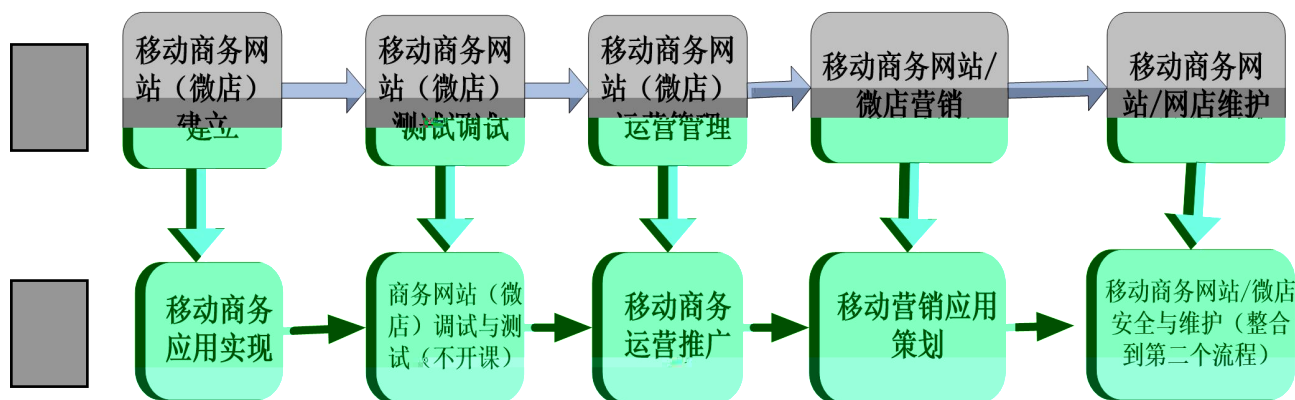 移动商务网
站（微店）
建立
移动商务网
站（微店）
测试调试
移动商务网
站（微店）
运营管理
移动商务网站/
微店营销
移动商务网
站/网店维护
移动商务
应用实现
商务网站（微
店）调试与测
试（不开课）
移动商务
运营推广
移动营销应用
策划
移动商务网站/微店
安全与维护（整合
到第二个流程）